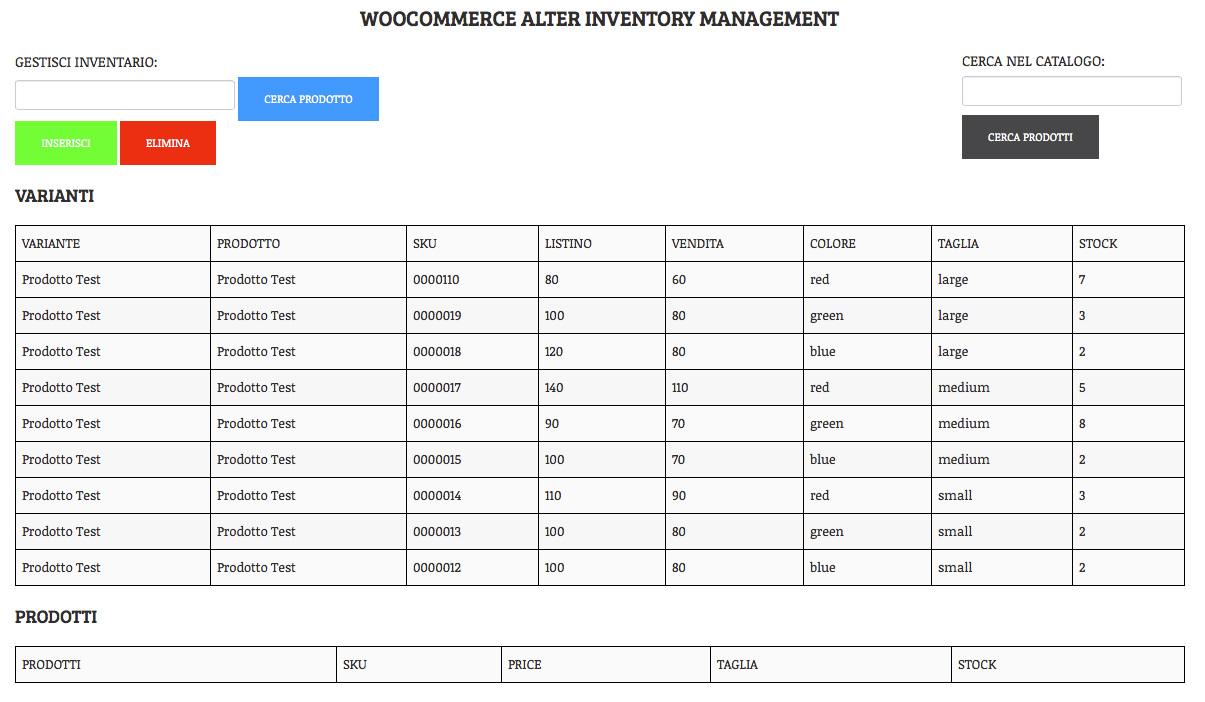 WOOCOMMERCE ALTER INVENTORY MANAGEMENT
GESTISCI INVENTARIO:
CERCA PRODOTTO
INSERISCI ELIMINA
CERCA NEL CATALOGO:
CERCA PRODOTTI
VARIANTI
VARIANTE PRODOTTO SKU LISTINO VENDITA COLORE TAGLIA STOCK
Prodotto Test Prodotto Test 0000110 80 60 red large 7
Prodotto Test Prodotto Test 0000019 100 80 green large 3
Prodotto Test Prodotto Test 0000018 120 80 blue large 2
Prodotto Test Prodotto Test 0000017 140 110 red medium 5
Prodotto Test Prodotto Test 0000016 90 70 green medium 8
Prodotto Test Prodotto Test 0000015 100 70 blue medium 2
Prodotto Test Prodotto Test 0000014 110 90 red small 3
Prodotto Test Prodotto Test 0000013 100 80 green small 2
Prodotto Test Prodotto Test 0000012 100 80 blue small 2
PRODOTTI
PRODOTTI SKU PRICE TAGLIA STOCK